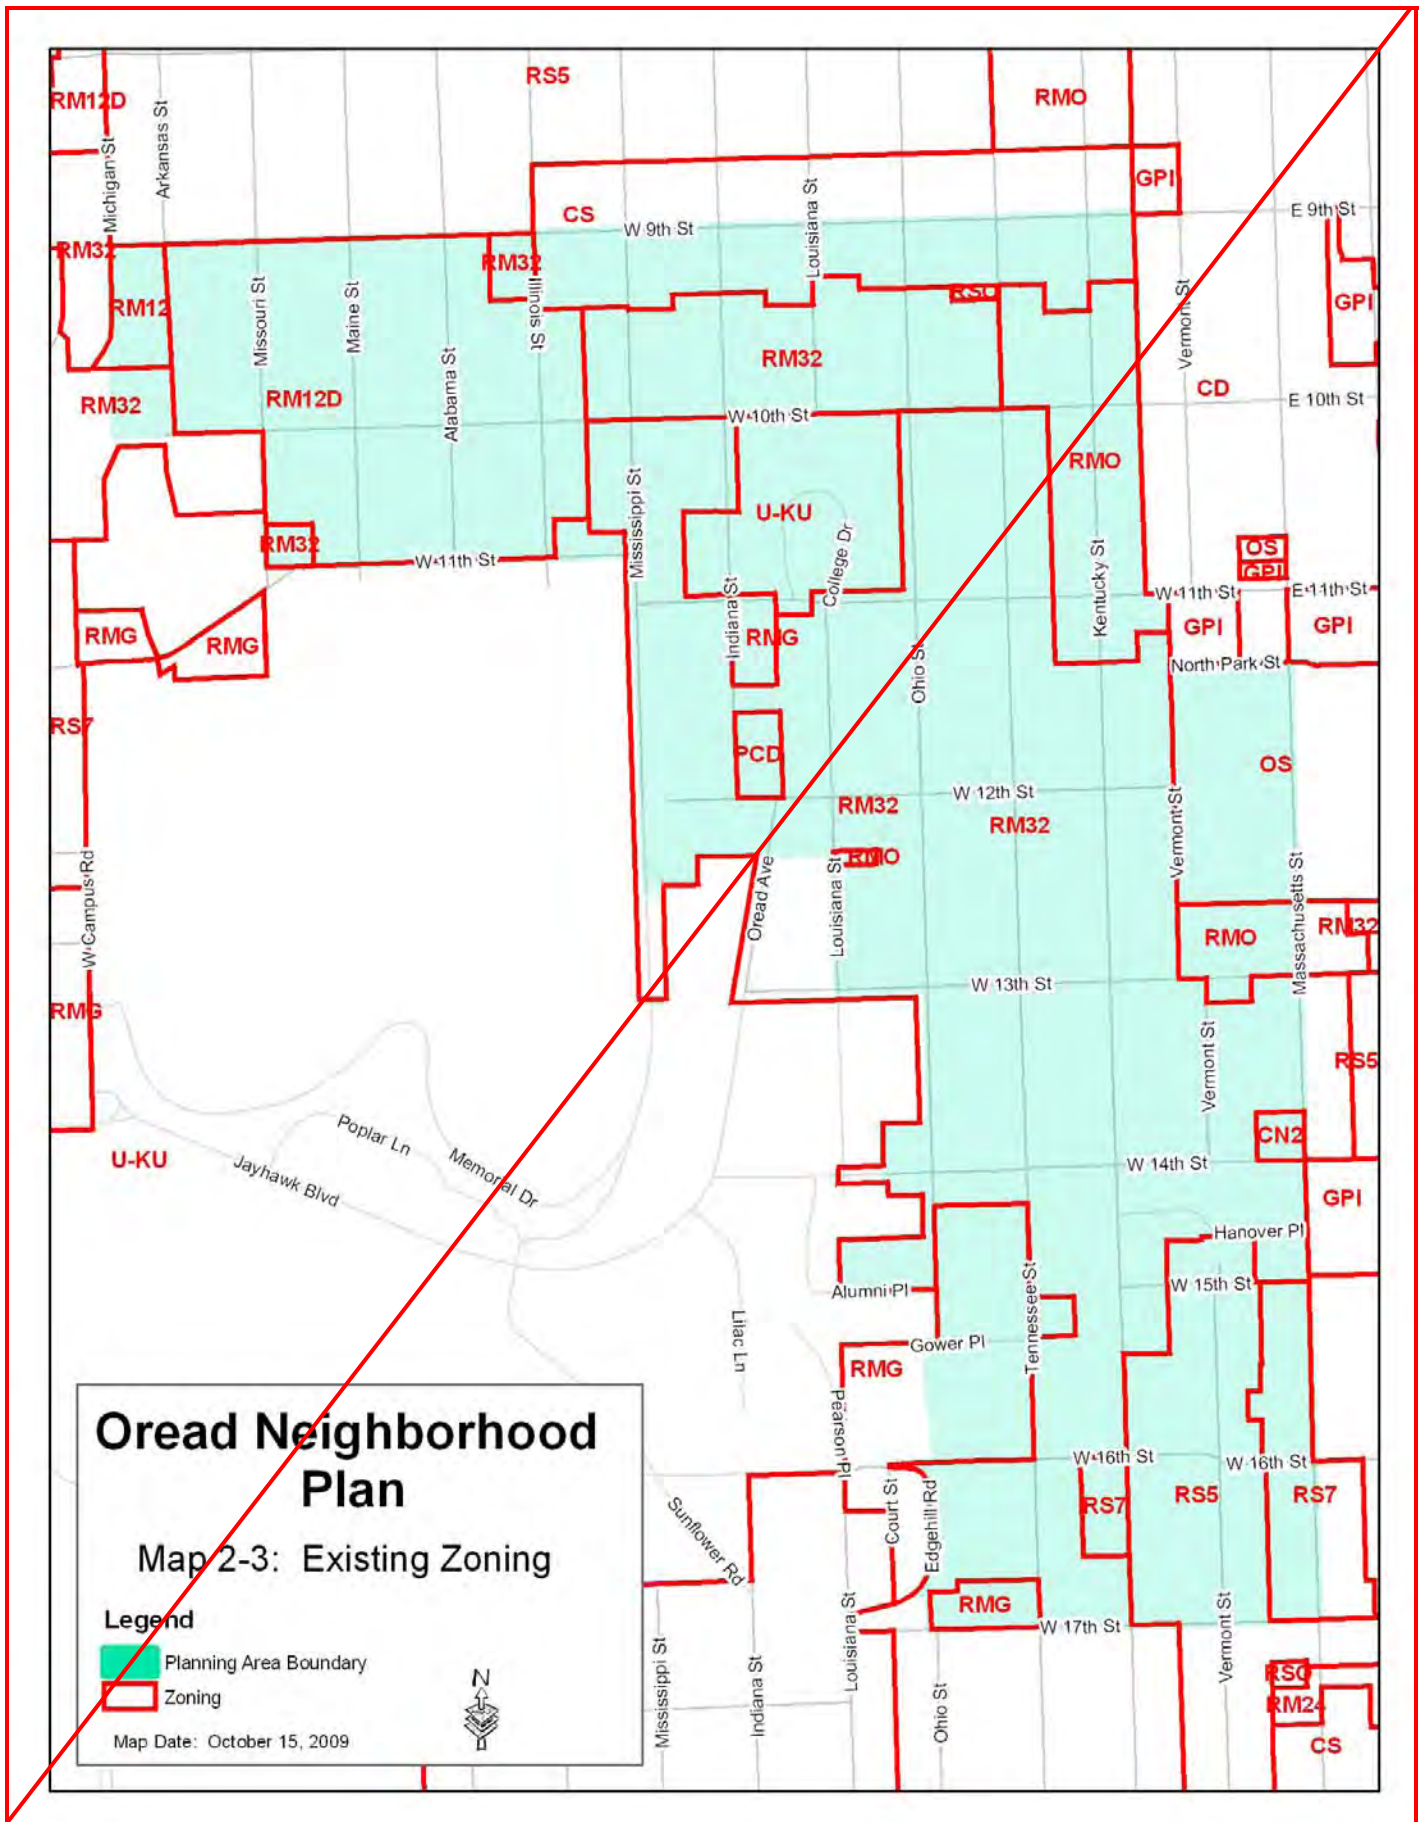 RS5
RM12D
RMO
Michigan St
Arkansas St
GPI
CS
W 9th St
Louisiana St
E 9th St
RM32
RM12
RM32
Illinois St
RSO
GPI
Missouri St
Maine St
Alabama St
Vermont St
RM32
CD
RM32
RM12D
W 10th St
E 10th St
Mississippi St
RMO
U-KU
College Dr
Kentucky St
RM32
W 11th St
OS
GPI
W 11th St
E 11th St
Indiana St
RMG
RMG
RMG
Ohio St
GPI
GPI
North Park St
RS7
PCD
OS
W 12th St
RM32
RM32
Vermont St
RMO
W Campus Rd
Oread Ave
Louisiana St
Massachusetts St
RMO
RM32
W 13th St
RMG
Vermont St
RS5
Poplar Ln
Memorial Dr
CN2
U-KU
Jayhawk Blvd
W 14th St
GPI
Hanover Pl
Alumni Pl
Tennessee St
W 15th St
Lilac Ln
Gower Pl
RMG
Pearson Pl
W 16th St
W 16th St
Oread Neighborhood
Plan
Map 2-3: Existing Zoning
Legend
Planning Area Boundary
Zoning
Map Date: October 15, 2009
N
Sunflower Rd
Court St
Edgehill Rd
RS7
RS5
RS7
RMG
W 17th St
Mississippi St
Indiana St
Louisiana St
Ohio St
Vermont St
RSO
RM24
CS